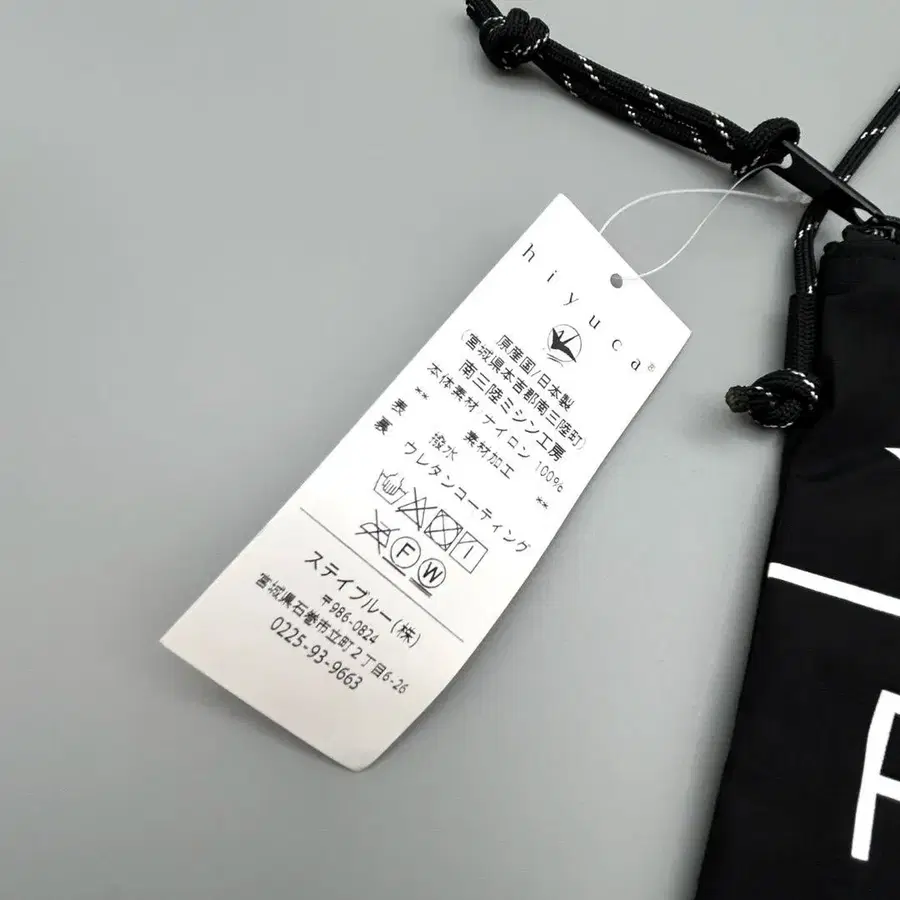 hiyuca®
原産国/日本製
(宮城県本吉郡南三陸町)
南三陸ミシン工房
本体素材/ナイロン 100%
** 素材加工 **
表 撥水
裏 ウレタンコーティング
F W
ステイブルー(株)
〒986-0824
宮城県石巻市立町2丁目6-26
0225-93-9663